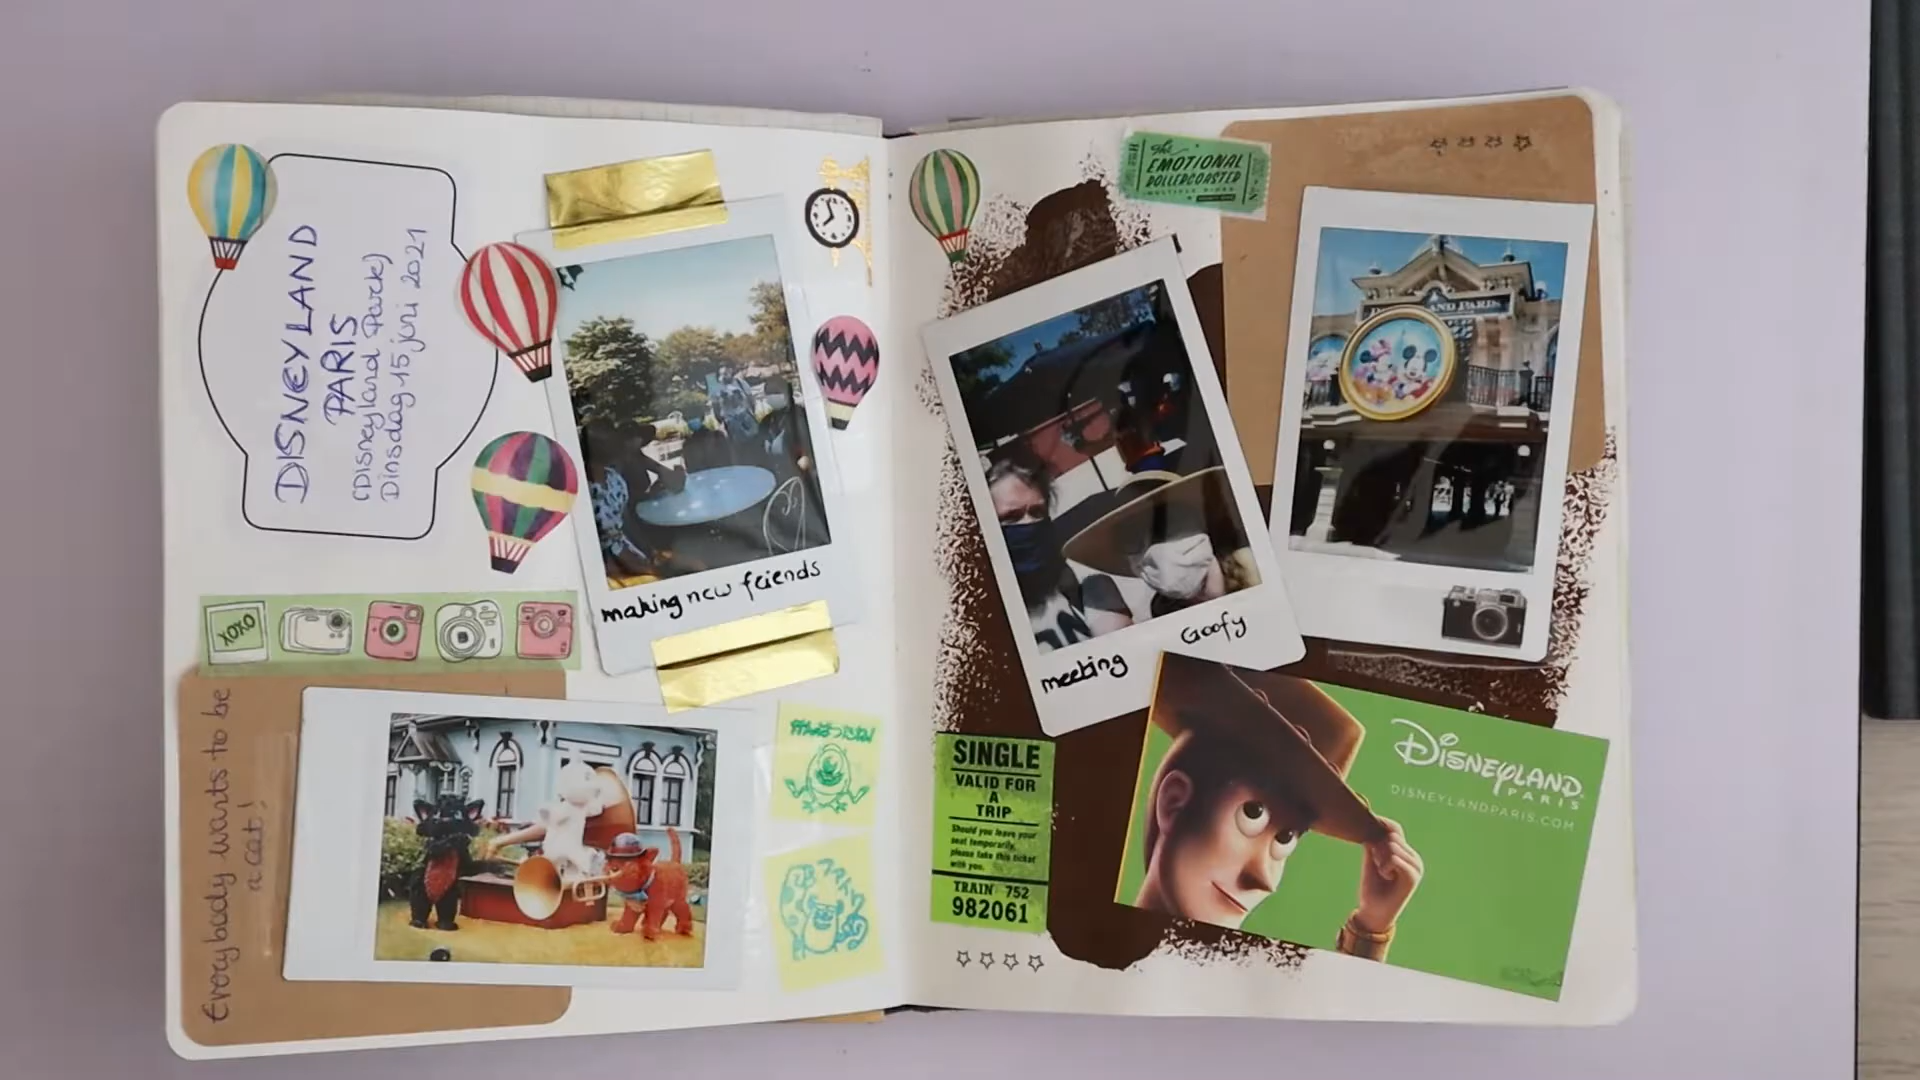 DISNEYLAND
PARIS
(Disneyland Park)
Dinsdag 15 juni 2021
making new friends
XOXO
Everybody wants to be
a cat!
The
EMOTIONAL
ROLLERCOASTER
MULTIPLE RIDES
meeting Goofy
SINGLE
VALID FOR
A
TRIP
Should you leave your
seat temporarily,
please take this ticket
with you.
TRAIN 752
982061
DISNEYLAND
PARIS
DISNEYLANDPARIS.COM